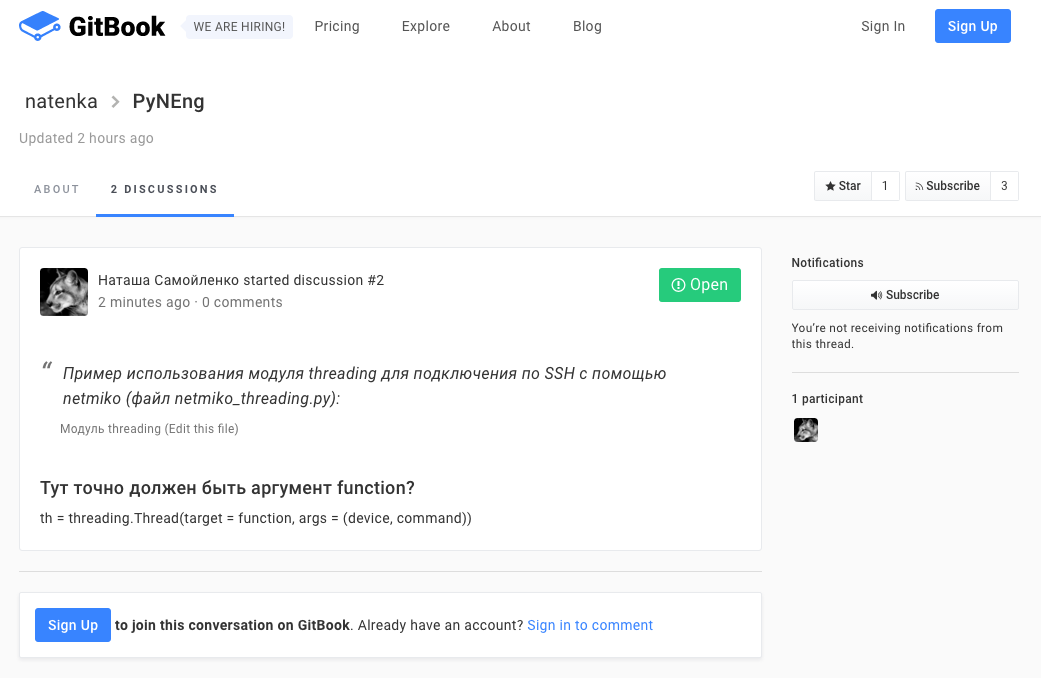 GitBook WE ARE HIRING! Pricing Explore About Blog Sign In Sign Up
natenka > PyNEng
Updated 2 hours ago
ABOUT 2 DISCUSSIONS Star 1 Subscribe 3
Наташа Самойленко started discussion #2
2 minutes ago · 0 comments
Open
“ Пример использования модуля threading для подключения по SSH с помощью
netmiko (файл netmiko_threading.py):
Модуль threading (Edit this file)
Тут точно должен быть аргумент function?
th = threading.Thread(target = function, args = (device, command))
Sign Up to join this conversation on GitBook. Already have an account? Sign in to comment
Notifications
Subscribe
You’re not receiving notifications from
this thread.
1 participant